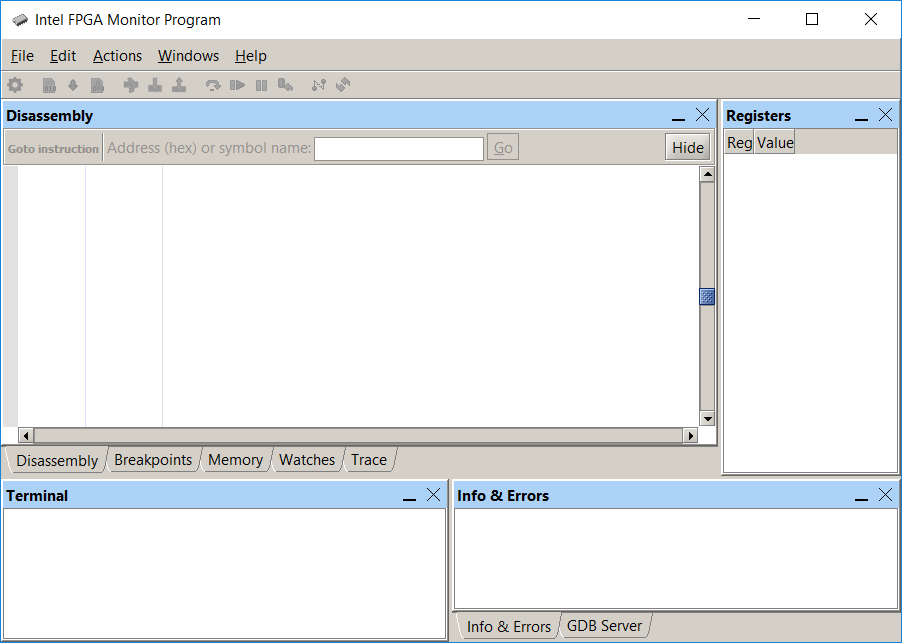 Intel FPGA Monitor Program
File Edit Actions Windows Help
Disassembly
Goto instruction Address (hex) or symbol name: Go Hide
Registers
Reg Value
Disassembly Breakpoints Memory Watches Trace
Terminal
Info & Errors
Info & Errors GDB Server